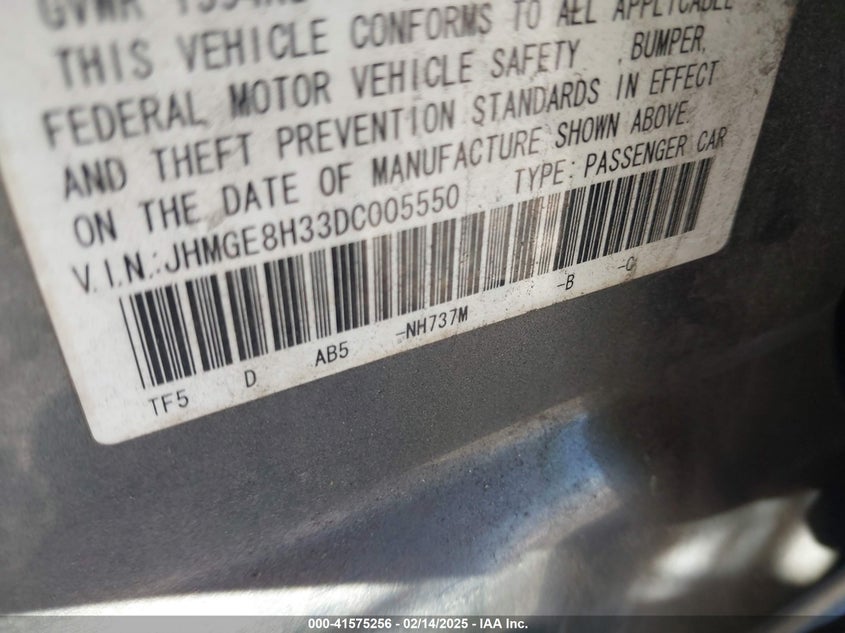 GVWR
THIS VEHICLE CONFORMS TO ALL APPLICABLE
FEDERAL MOTOR VEHICLE SAFETY , BUMPER,
AND THEFT PREVENTION STANDARDS IN EFFECT
ON THE DATE OF MANUFACTURE SHOWN ABOVE.
V.I.N.:JHMGE8H33DC005550 TYPE: PASSENGER CAR
TF5 D AB5 -NH737M -B -C
000-41575256 - 02/14/2025 - IAA Inc.